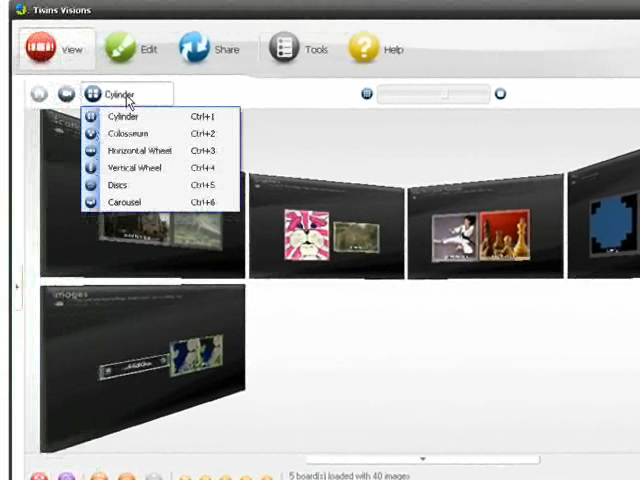 Twins Visions
View Edit Share Tools Help
Cylinder
Cylinder Ctrl+1
Colosseum Ctrl+2
Horizontal Wheel Ctrl+3
Vertical Wheel Ctrl+4
Discs Ctrl+5
Carousel Ctrl+6
images
5 board(s) loaded with 40 images